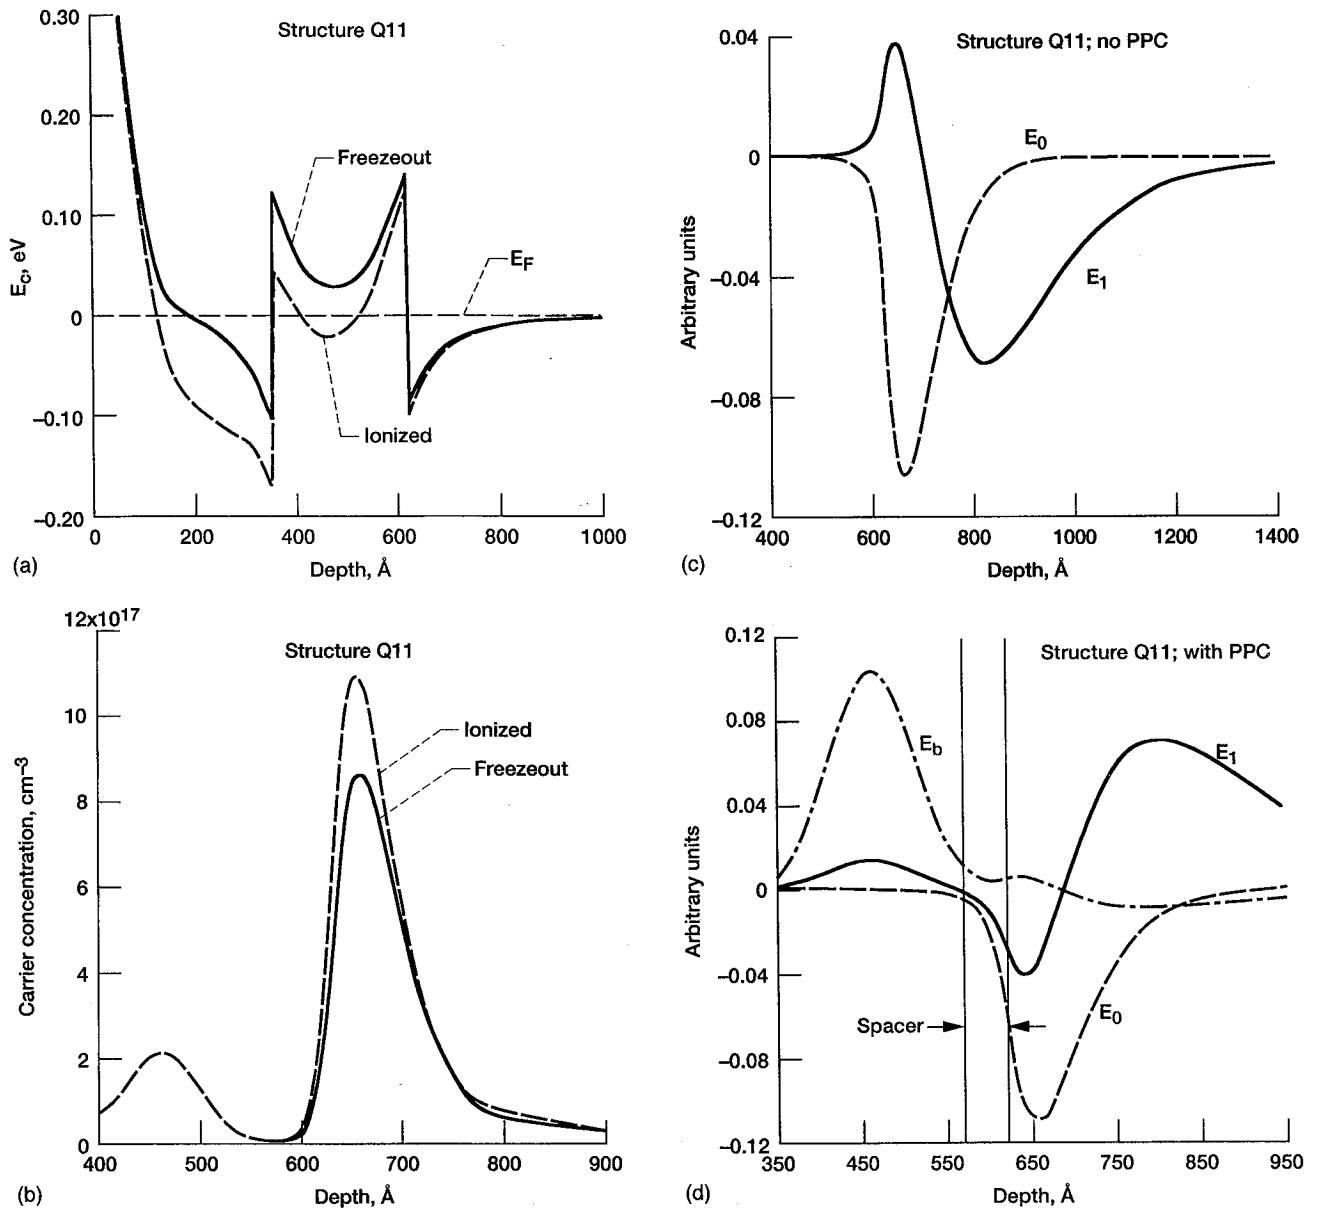 Structure Q11
0.30
0.20
0.10
0
−0.10
−0.20
E_c, eV
Freezeout
E_F
Ionized
0 200 400 600 800 1000
Depth, Å
(a)
Structure Q11; no PPC
0.04
0
−0.04
−0.08
−0.12
Arbitrary units
E_0
E_1
400 600 800 1000 1200 1400
Depth, Å
(c)
12x10^17
Structure Q11
10
8
6
4
2
0
Carrier concentration, cm^−3
Ionized
Freezeout
400 500 600 700 800 900
Depth, Å
(b)
Structure Q11; with PPC
0.12
0.08
0.04
0
−0.04
−0.08
−0.12
Arbitrary units
E_b
E_1
E_0
Spacer
350 450 550 650 750 850 950
Depth, Å
(d)